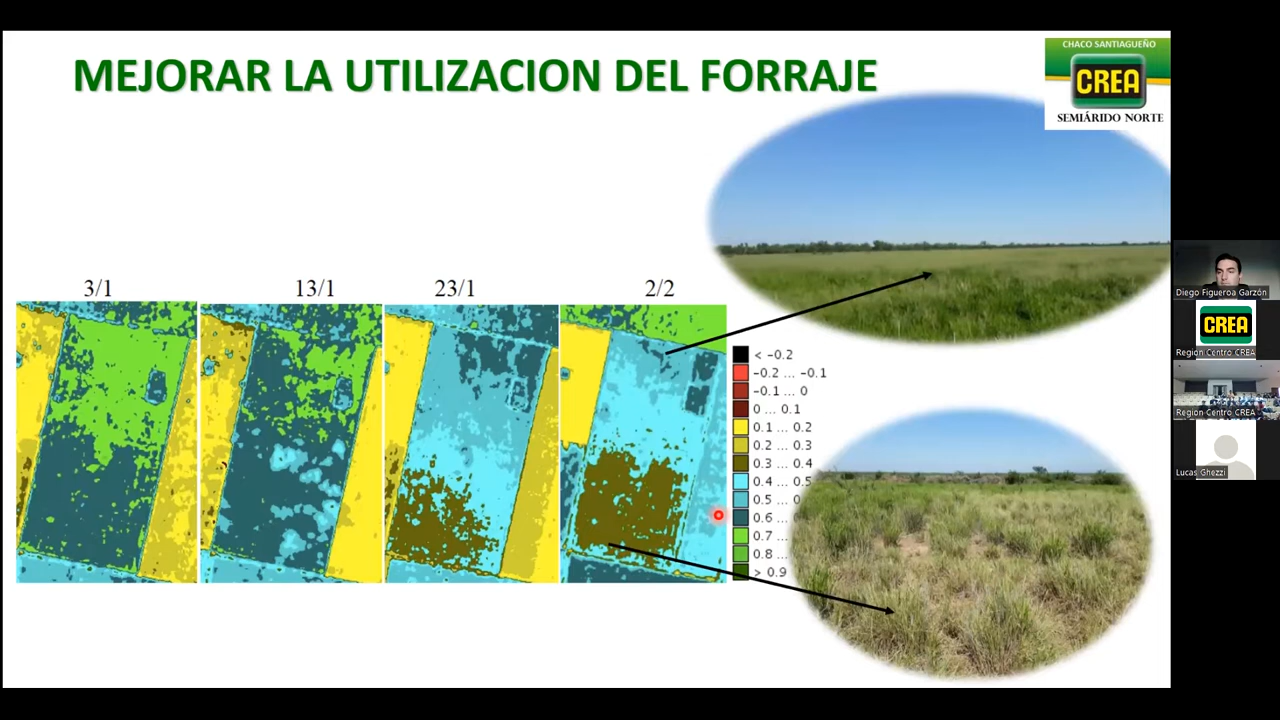 MEJORAR LA UTILIZACION DEL FORRAJE
CHACO SANTIAGUEÑO
CREA
SEMIÁRIDO NORTE
3/1
13/1
23/1
2/2
< -0.2
-0.2 ... -0.1
-0.1 ... 0
0 ... 0.1
0.1 ... 0.2
0.2 ... 0.3
0.3 ... 0.4
0.4 ... 0.5
0.5 ... 0
0.6 ...
0.7 ...
0.8 ...
> 0.9
Diego Figueroa Garzón
CREA
Region Centro CREA
Region Centro CREA
Lucas Ghezzi